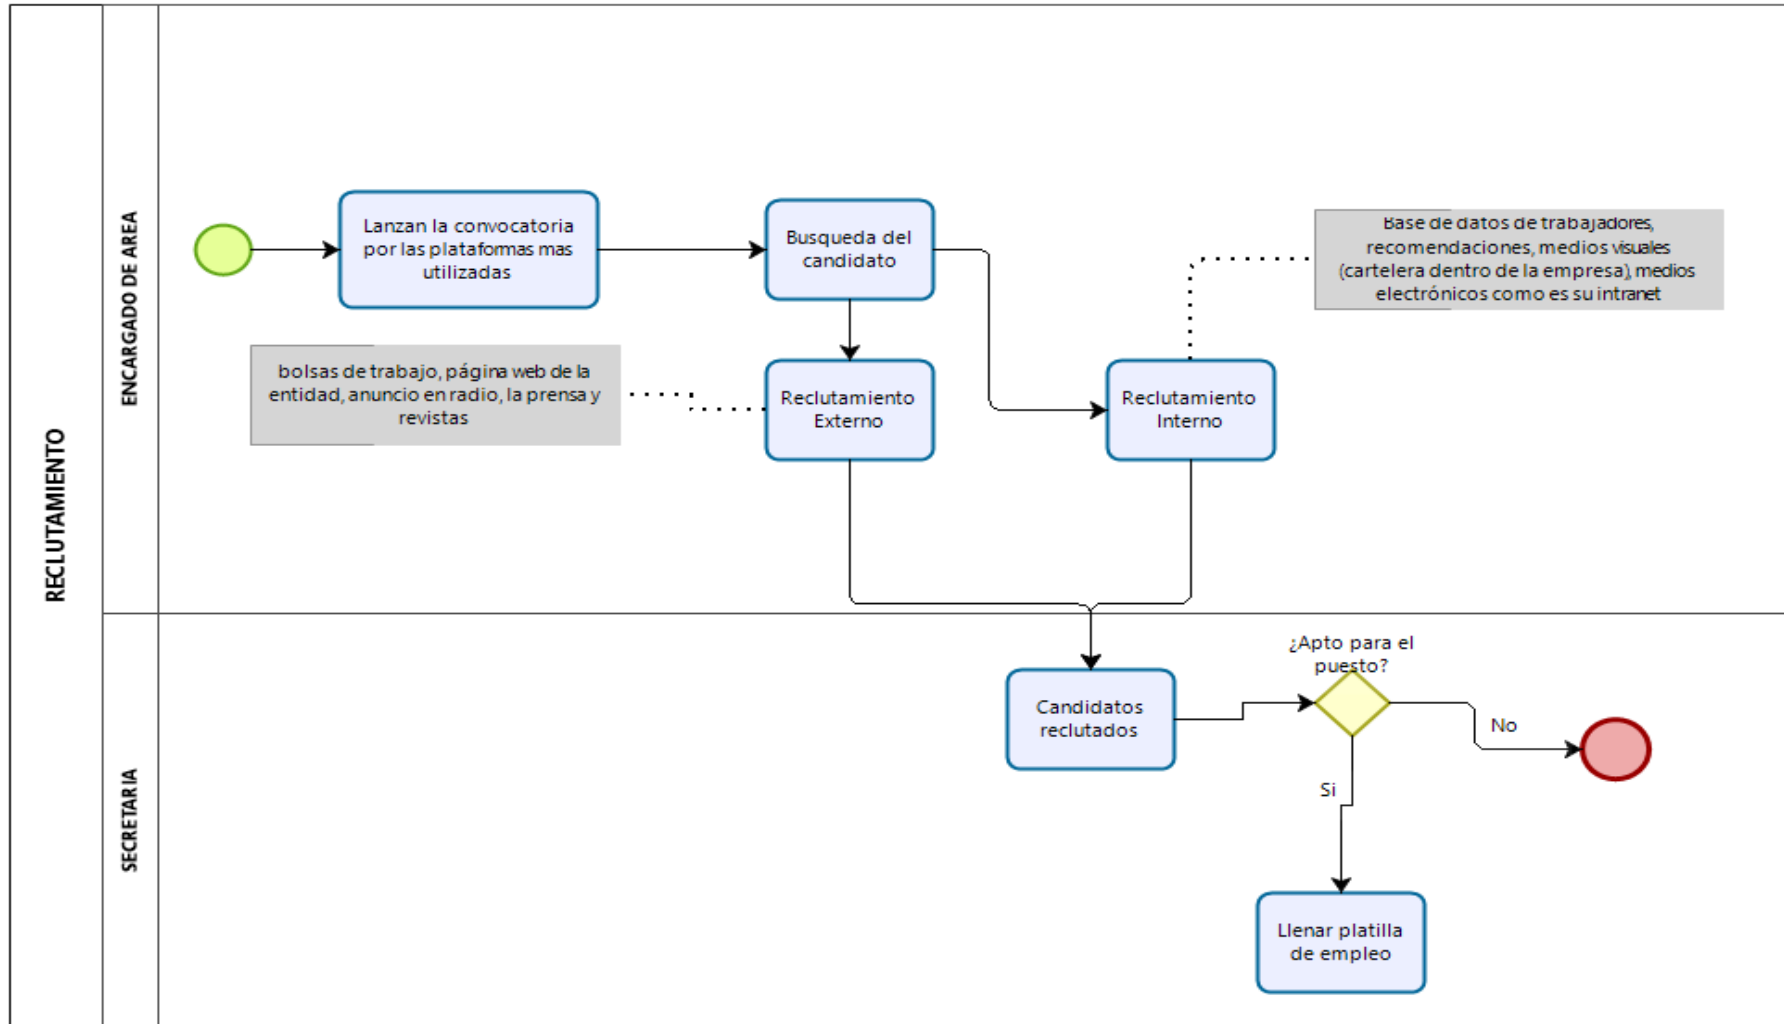 RECLUTAMIENTO
ENCARGADO DE AREA
Lanzan la convocatoria
por las plataformas mas
utilizadas
Busqueda del
candidato
Base de datos de trabajadores,
recomendaciones, medios visuales
(cartelera dentro de la empresa), medios
electrónicos como es su intranet
bolsas de trabajo, página web de la
entidad, anuncio en radio, la prensa y
revistas
Reclutamiento
Externo
Reclutamiento
Interno
SECRETARIA
Candidatos
reclutados
¿Apto para el
puesto?
No
Si
Llenar platilla
de empleo